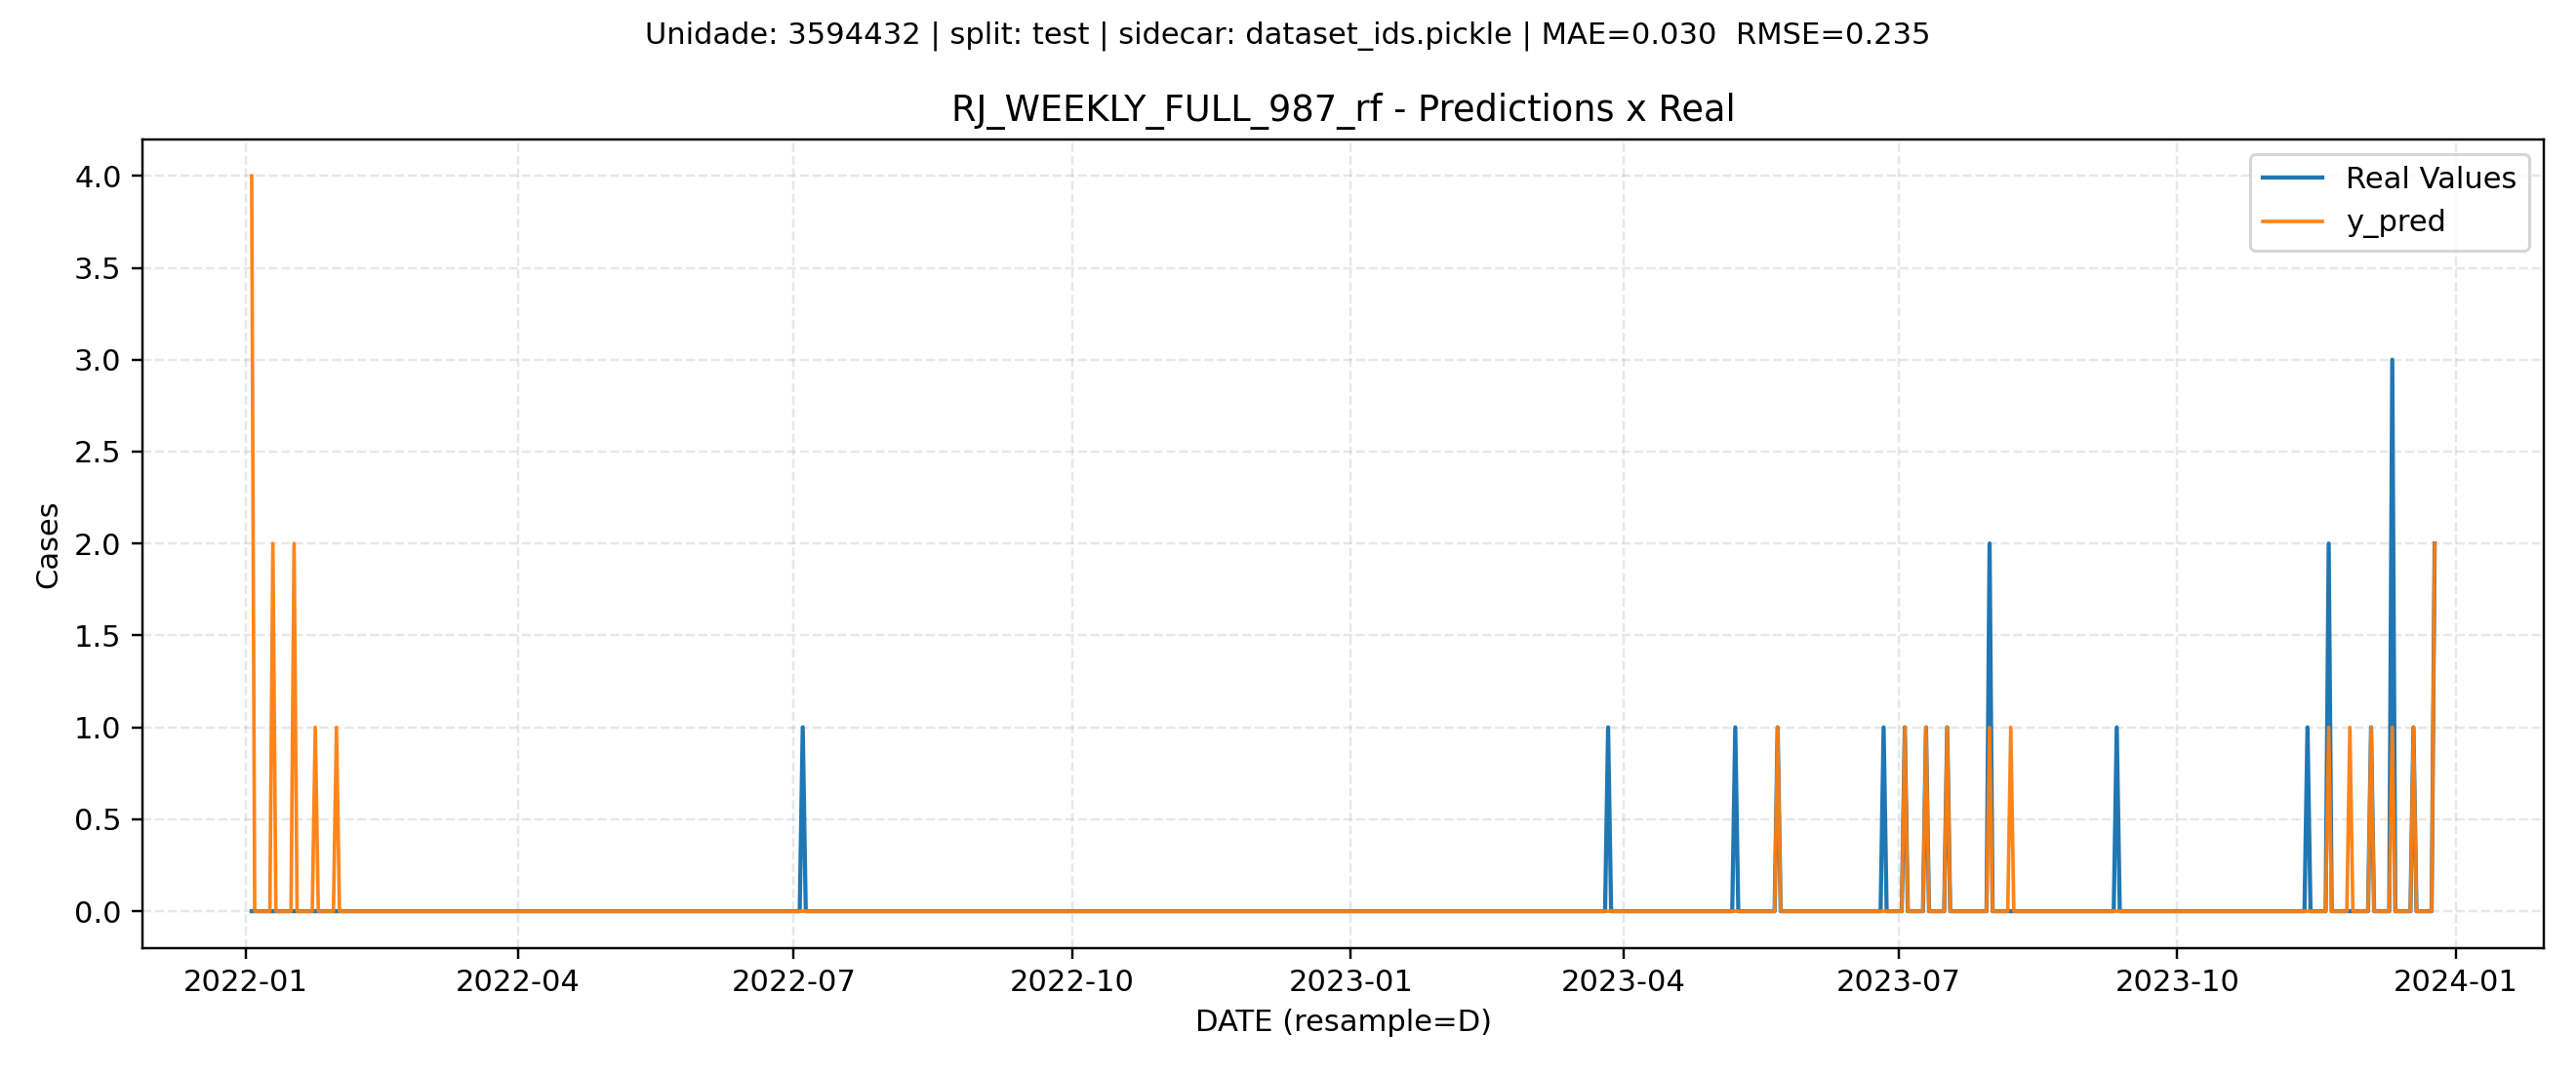 Unidade: 3594432 | split: test | sidecar: dataset_ids.pickle | MAE=0.030  RMSE=0.235
RJ_WEEKLY_FULL_987_rf - Predictions x Real
Real Values
y_pred
Cases
4.0
3.5
3.0
2.5
2.0
1.5
1.0
0.5
0.0
2022-01 2022-04 2022-07 2022-10 2023-01 2023-04 2023-07 2023-10 2024-01
DATE (resample=D)